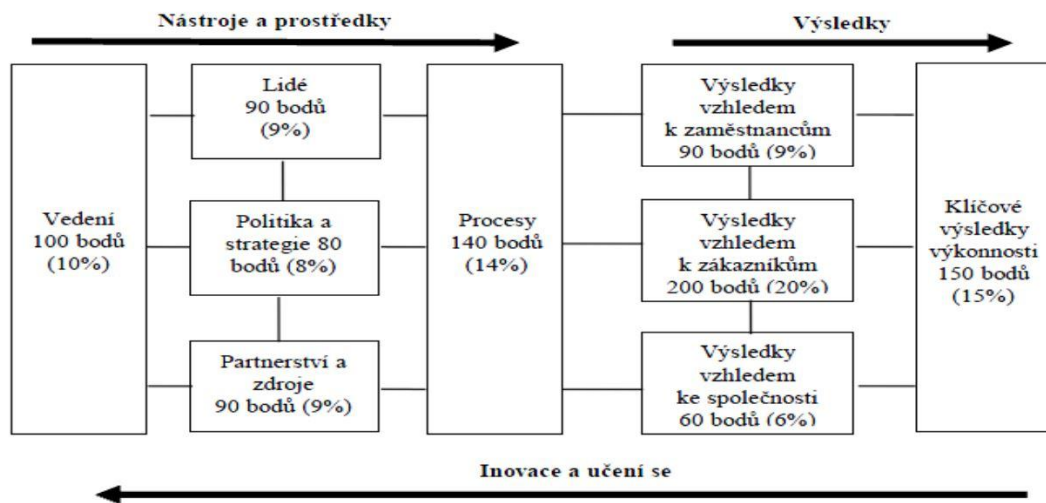 Nástroje a prostředky
Výsledky
Vedení
100 bodů
(10%)
Lidé
90 bodů
(9%)
Politika a
strategie 80
bodů (8%)
Partnerství a
zdroje
90 bodů (9%)
Procesy
140 bodů
(14%)
Výsledky
vzhledem
k zaměstnancům
90 bodů (9%)
Výsledky
vzhledem
k zákazníkům
200 bodů (20%)
Výsledky
vzhledem
ke společnosti
60 bodů (6%)
Klíčové
výsledky
výkonnosti
150 bodů
(15%)
Inovace a učení se